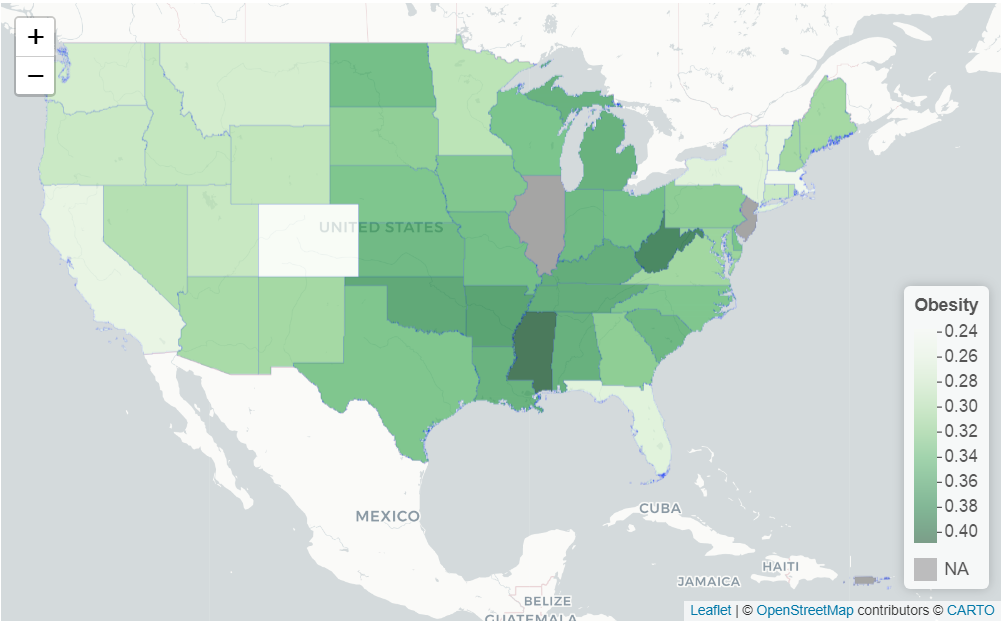 +
−
UNITED STATES
Obesity
0.24
0.26
0.28
0.30
0.32
0.34
0.36
0.38
0.40
NA
MEXICO
CUBA
HAITI
JAMAICA
BELIZE
GUATEMALA
Leaflet | © OpenStreetMap contributors © CARTO